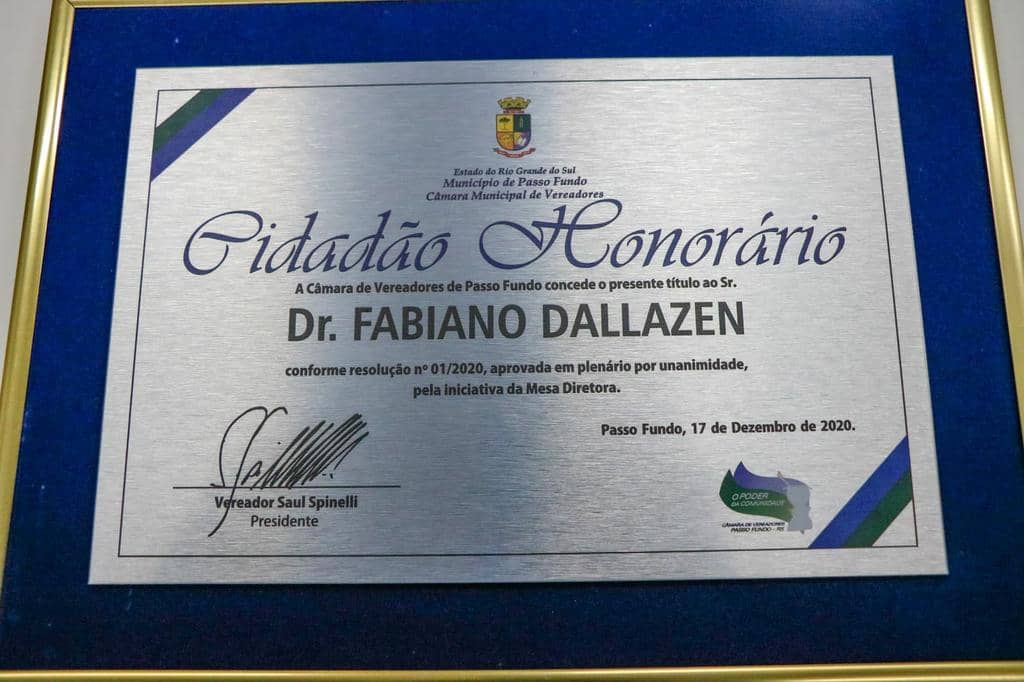 Estado do Rio Grande do Sul
Município de Passo Fundo
Câmara Municipal de Vereadores
Cidadão Honorário
A Câmara de Vereadores de Passo Fundo concede o presente título ao Sr.
Dr. FABIANO DALLAZEN
conforme resolução nº 01/2020, aprovada em plenário por unanimidade,
pela iniciativa da Mesa Diretora.
Passo Fundo, 17 de Dezembro de 2020.
Vereador Saul Spinelli
Presidente
O PODER
DA COMUNIDADE
CÂMARA DE VEREADORES
PASSO FUNDO - RS